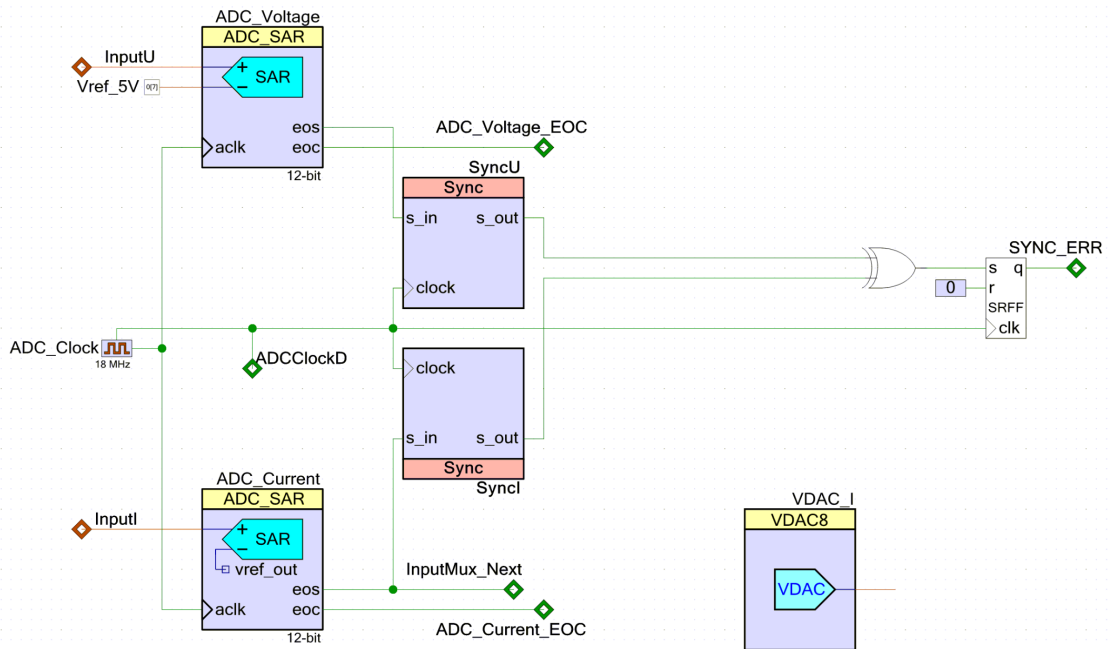 ADC_Voltage
ADC_SAR
InputU
+
SAR
Vref_5V
0[7]
−
eos
aclk
eoc
12-bit
ADC_Voltage_EOC
SyncU
Sync
s_in s_out
clock
SYNC_ERR
s q
0
r
SRFF
clk
ADC_Clock
18 MHz
ADCClockD
clock
s_in s_out
Sync
SyncI
ADC_Current
ADC_SAR
InputI
+
SAR
−
vref_out
eos
aclk
eoc
12-bit
InputMux_Next
ADC_Current_EOC
VDAC_I
VDAC8
VDAC